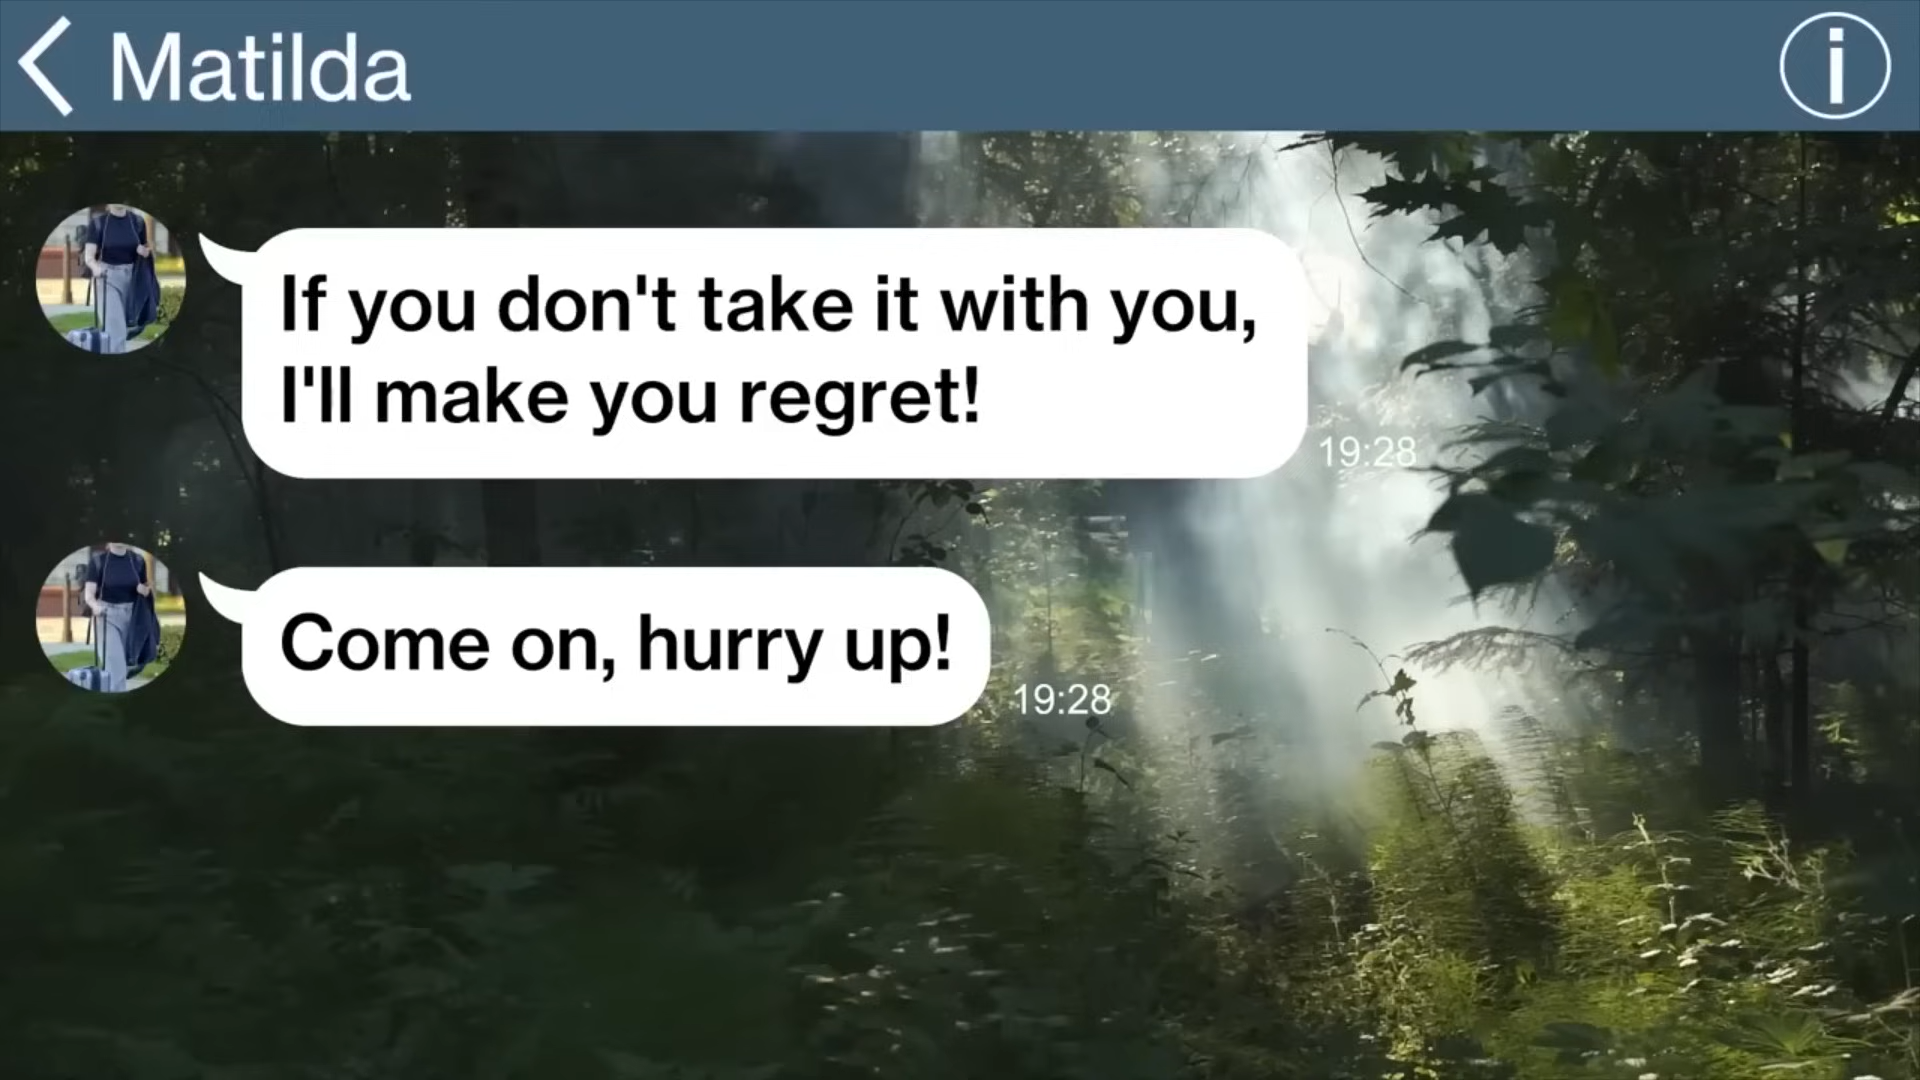 Matilda
If you don't take it with you,
I'll make you regret!
19:28
Come on, hurry up!
19:28